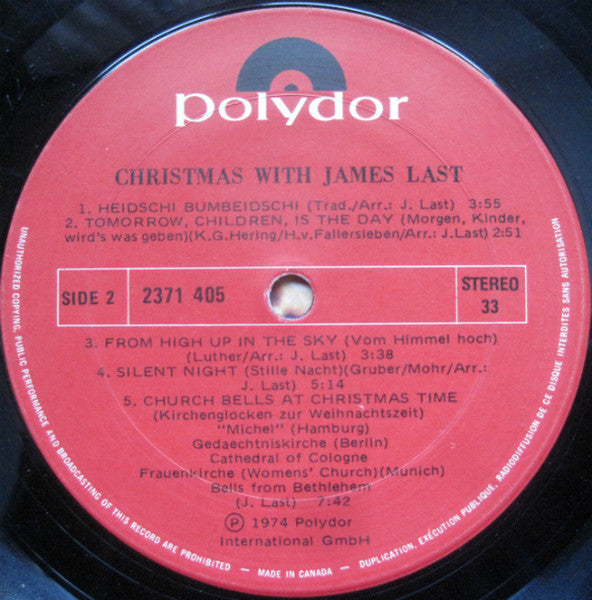 polydor
CHRISTMAS WITH JAMES LAST
1. HEIDSCHI BUMBEIDSCHI (Trad./Arr.: J. Last) 3:55
2. TOMORROW, CHILDREN, IS THE DAY (Morgen, Kinder,
wird's was geben)(K.G.Hering/H.v.Fallersleben/Arr.: J.Last) 2:51
SIDE 2 2371 405
STEREO
33
3. FROM HIGH UP IN THE SKY (Vom Himmel hoch)
(Luther/Arr.: J. Last) 3:38
4. SILENT NIGHT (Stille Nacht)(Gruber/Mohr/Arr.:
J. Last) 5:14
5. CHURCH BELLS AT CHRISTMAS TIME
(Kirchenglocken zur Weihnachtszeit)
"Michel" (Hamburg)
Gedaechtniskirche (Berlin)
Cathedral of Cologne
Frauenkirche (Womens' Church)(Munich)
Bells from Bethlehem
(J. Last) 7:42
℗ 1974 Polydor
International GmbH
UNAUTHORIZED COPYING, PUBLIC PERFORMANCE AND BROADCASTING OF THIS RECORD ARE PROHIBITED – MADE IN CANADA – DUPLICATION, EXÉCUTION PUBLIQUE, RADIODIFFUSION DE CE DISQUE INTERDITES SANS AUTORISATION